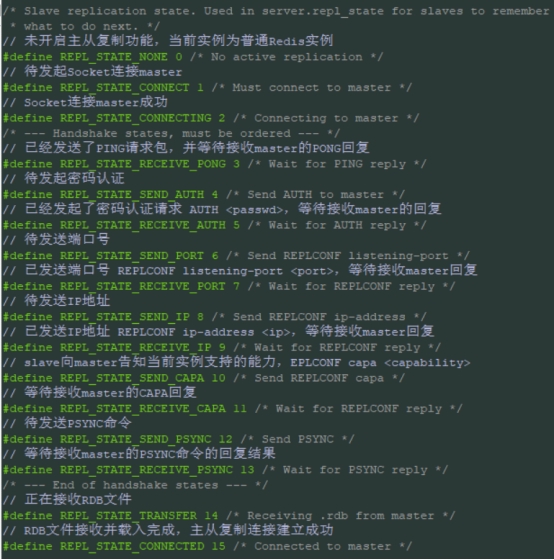 /* Slave replication state. Used in server.repl_state for slaves to remember
 * what to do next. */
// 未开启主从复制功能，当前实例为普通Redis实例
#define REPL_STATE_NONE 0 /* No active replication */
// 待发起Socket连接master
#define REPL_STATE_CONNECT 1 /* Must connect to master */
// Socket连接master成功
#define REPL_STATE_CONNECTING 2 /* Connecting to master */
/* --- Handshake states, must be ordered --- */
// 已经发送了PING请求包，并等待接收master的PONG回复
#define REPL_STATE_RECEIVE_PONG 3 /* Wait for PING reply */
// 待发起密码认证
#define REPL_STATE_SEND_AUTH 4 /* Send AUTH to master */
// 已经发起了密码认证请求 AUTH <passwd>，等待接收master的回复
#define REPL_STATE_RECEIVE_AUTH 5 /* Wait for AUTH reply */
// 待发送端口号
#define REPL_STATE_SEND_PORT 6 /* Send REPLCONF listening-port */
// 已发送端口号 REPLCONF listening-port <port>，等待接收master回复
#define REPL_STATE_RECEIVE_PORT 7 /* Wait for REPLCONF reply */
// 待发送IP地址
#define REPL_STATE_SEND_IP 8 /* Send REPLCONF ip-address */
// 已发送IP地址 REPLCONF ip-address <ip>，等待接收master回复
#define REPL_STATE_RECEIVE_IP 9 /* Wait for REPLCONF reply */
// slave向master告知当前实例支持的能力，EPLCONF capa <capability>
#define REPL_STATE_SEND_CAPA 10 /* Send REPLCONF capa */
// 等待接收master的CAPA回复
#define REPL_STATE_RECEIVE_CAPA 11 /* Wait for REPLCONF reply */
// 待发送PSYNC命令
#define REPL_STATE_SEND_PSYNC 12 /* Send PSYNC */
// 等待接收master的PSYNC命令的回复结果
#define REPL_STATE_RECEIVE_PSYNC 13 /* Wait for PSYNC reply */
/* --- End of handshake states --- */
// 正在接收RDB文件
#define REPL_STATE_TRANSFER 14 /* Receiving .rdb from master */
// RDB文件接收并载入完成，主从复制连接建立成功
#define REPL_STATE_CONNECTED 15 /* Connected to master */